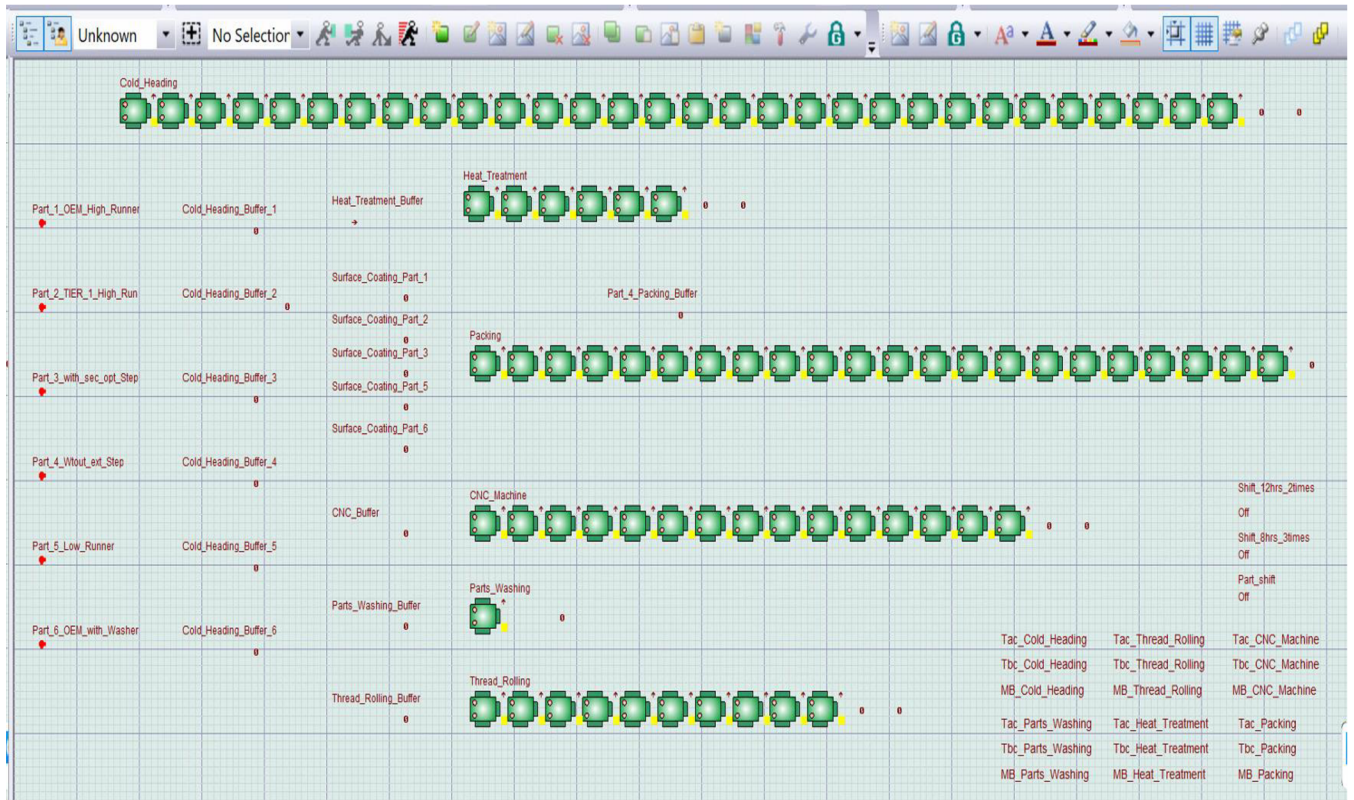 Unknown
No Selection
G
G
Aa
A
Cold_Heading
0 0
Heat_Treatment
Heat_Treatment_Buffer
0 0
Part_1_OEM_High_Runner
Cold_Heading_Buffer_1
0
Surface_Coating_Part_1
0
Part_2_TIER_1_High_Run
Cold_Heading_Buffer_2
0
Part_4_Packing_Buffer
0
Surface_Coating_Part_2
0
Packing
0
Surface_Coating_Part_3
0
Part_3_with_sec_opt_Step
Cold_Heading_Buffer_3
0
Surface_Coating_Part_5
0
Surface_Coating_Part_6
0
Part_4_Wtout_ext_Step
Cold_Heading_Buffer_4
0
CNC_Machine
0 0
CNC_Buffer
0
Shift_12hrs_2times
Off
Shift_8hrs_3times
Off
Part_shift
Off
Part_5_Low_Runner
Cold_Heading_Buffer_5
0
Parts_Washing
0
Parts_Washing_Buffer
0
Part_6_OEM_with_Washer
Cold_Heading_Buffer_6
0
Thread_Rolling
0 0
Thread_Rolling_Buffer
0
Tac_Cold_Heading Tac_Thread_Rolling Tac_CNC_Machine
Tbc_Cold_Heading Tbc_Thread_Rolling Tbc_CNC_Machine
MB_Cold_Heading MB_Thread_Rolling MB_CNC_Machine
Tac_Parts_Washing Tac_Heat_Treatment Tac_Packing
Tbc_Parts_Washing Tbc_Heat_Treatment Tbc_Packing
MB_Parts_Washing MB_Heat_Treatment MB_Packing